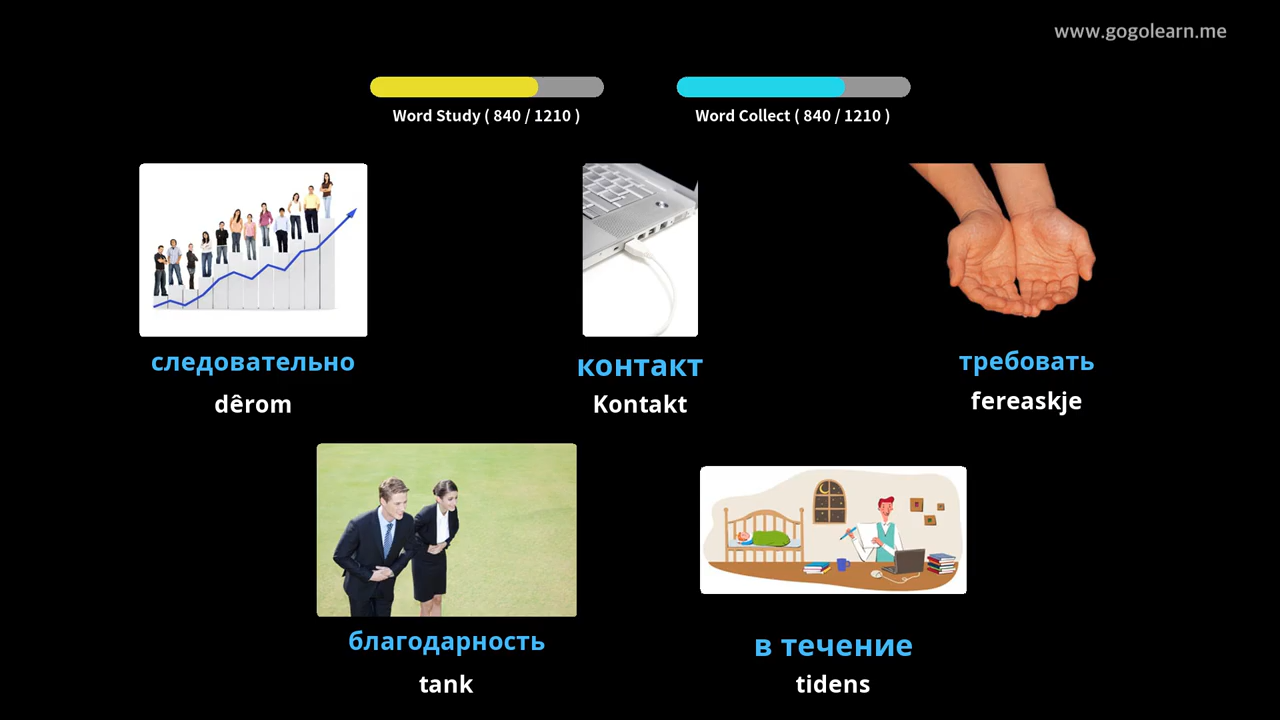 www.gogolearn.me
Word Study ( 840 / 1210 )
Word Collect ( 840 / 1210 )
следовательно
dêrom
контакт
Kontakt
требовать
fereaskje
благодарность
tank
в течение
tidens